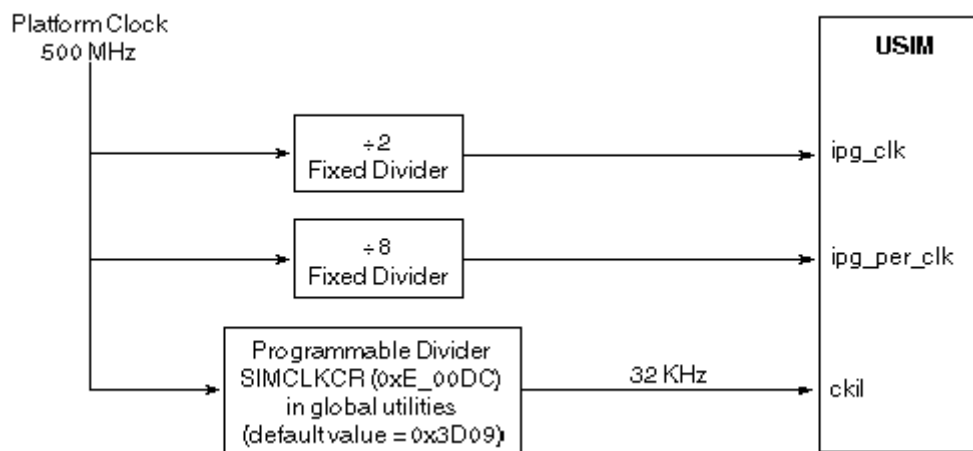 Platform Clock
500 MHz
USIM
÷2
Fixed Divider
ipg_clk
÷8
Fixed Divider
ipg_per_clk
Programmable Divider
SIMCLKCR (0xE_00DC)
in global utilities
(default value = 0x3D09)
32 KHz
ckil